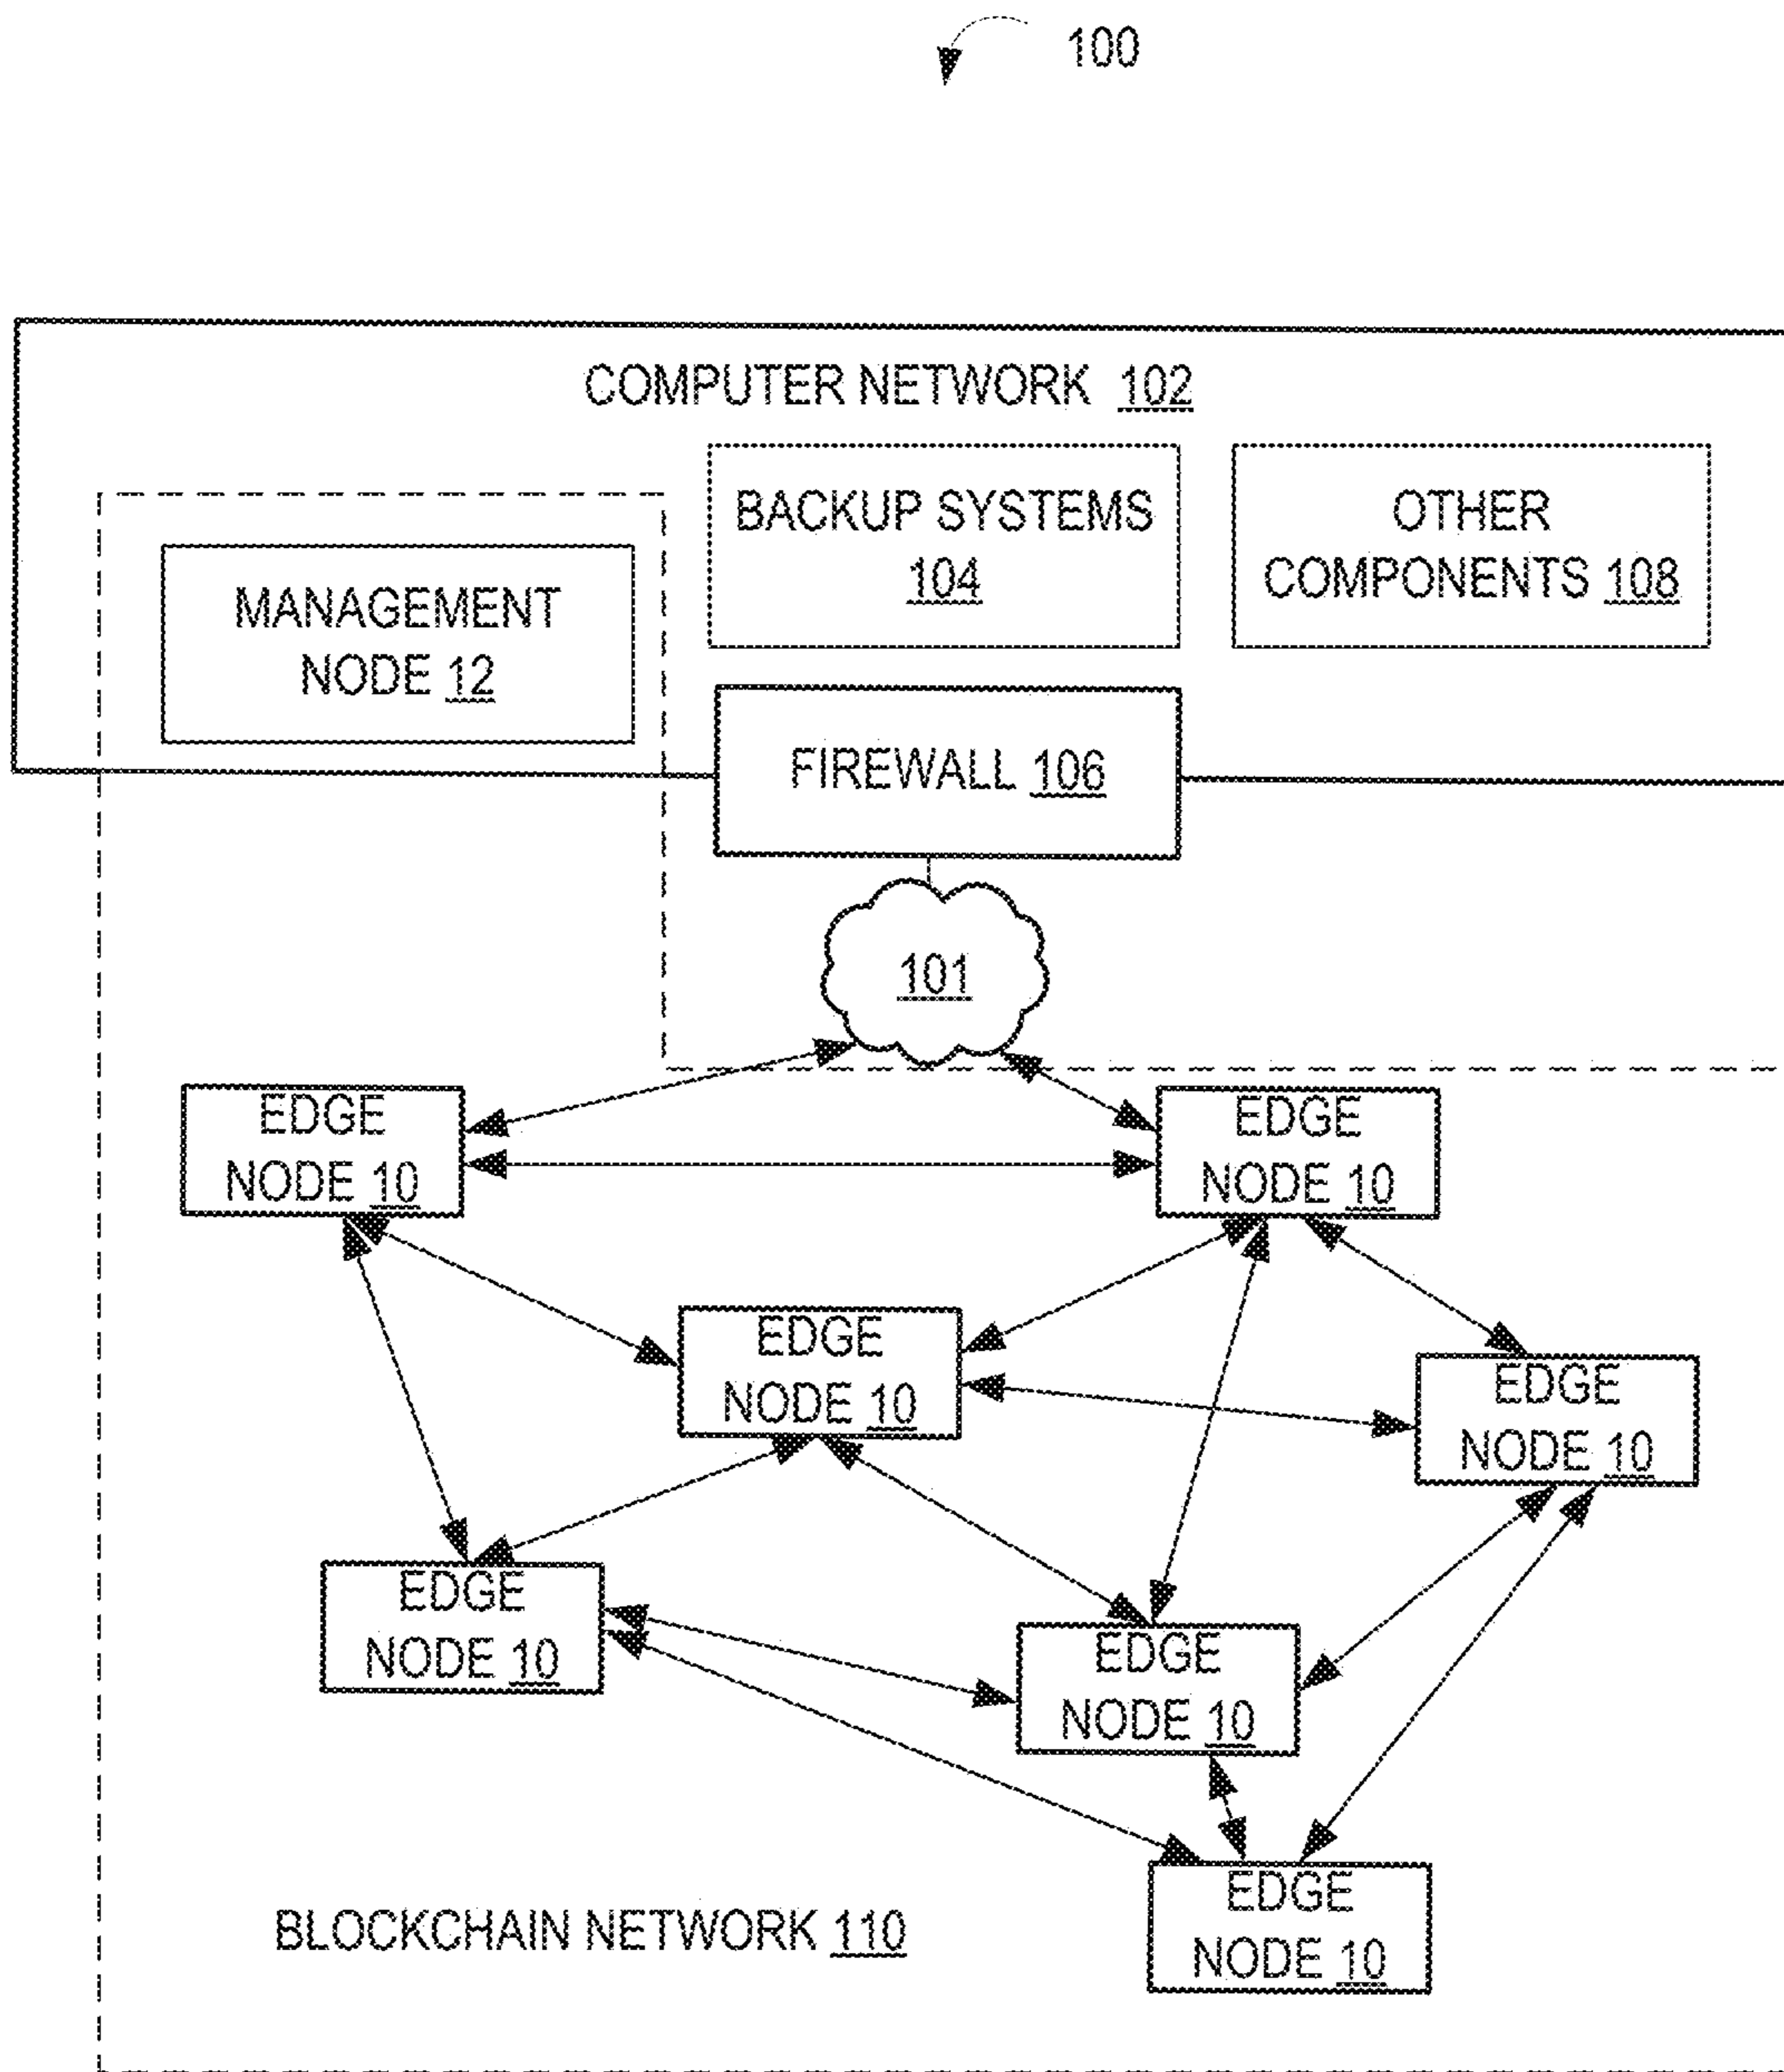 100
COMPUTER NETWORK 102
BACKUP SYSTEMS
104
OTHER
COMPONENTS 108
MANAGEMENT
NODE 12
FIREWALL 106
101
EDGE
NODE 10
EDGE
NODE 10
EDGE
NODE 10
EDGE
NODE 10
EDGE
NODE 10
EDGE
NODE 10
EDGE
NODE 10
BLOCKCHAIN NETWORK 110